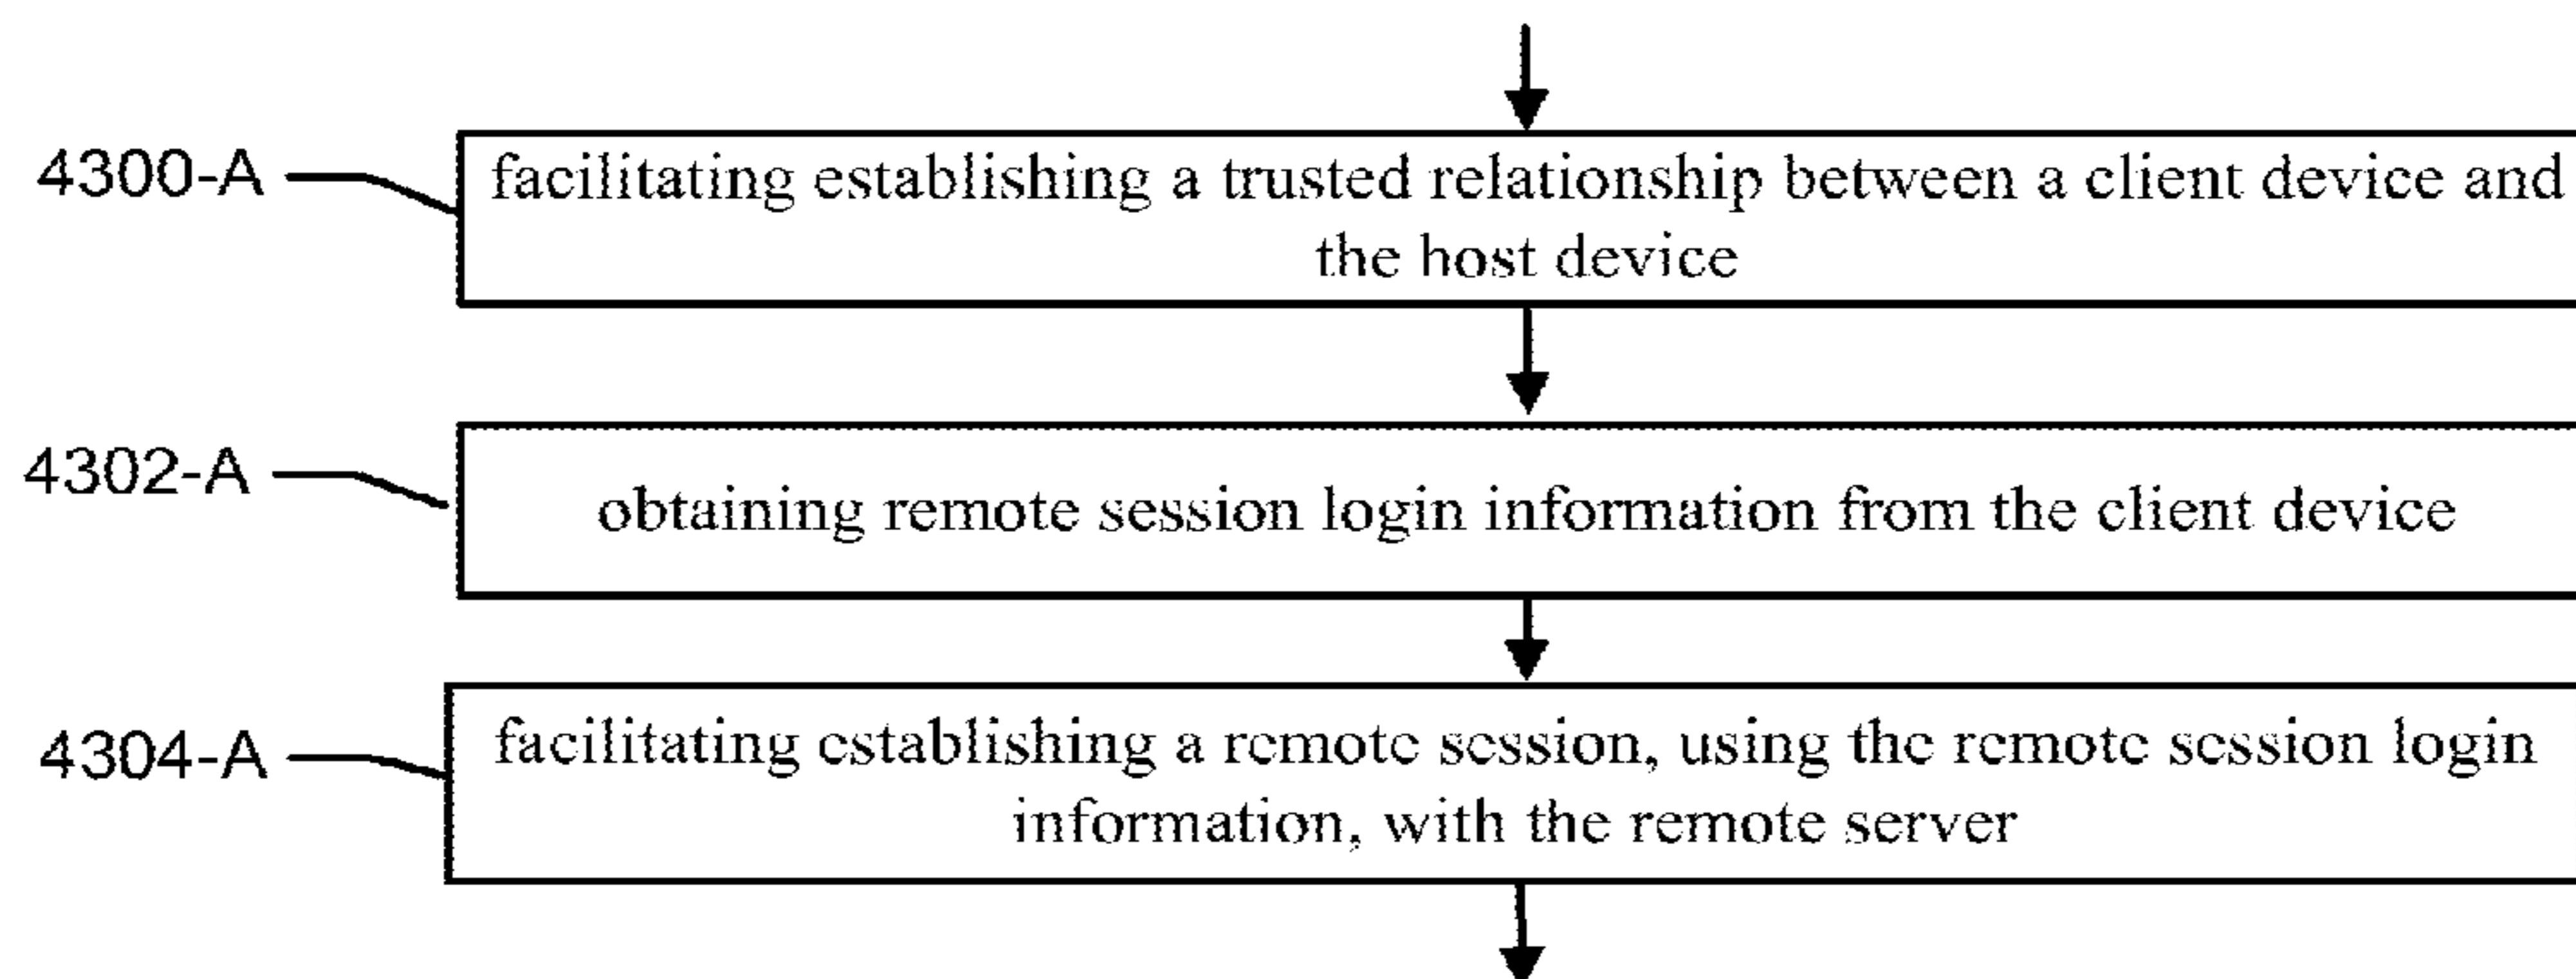 4300-A
facilitating establishing a trusted relationship between a client device and
the host device
4302-A
obtaining remote session login information from the client device
4304-A
facilitating establishing a remote session, using the remote session login
information, with the remote server